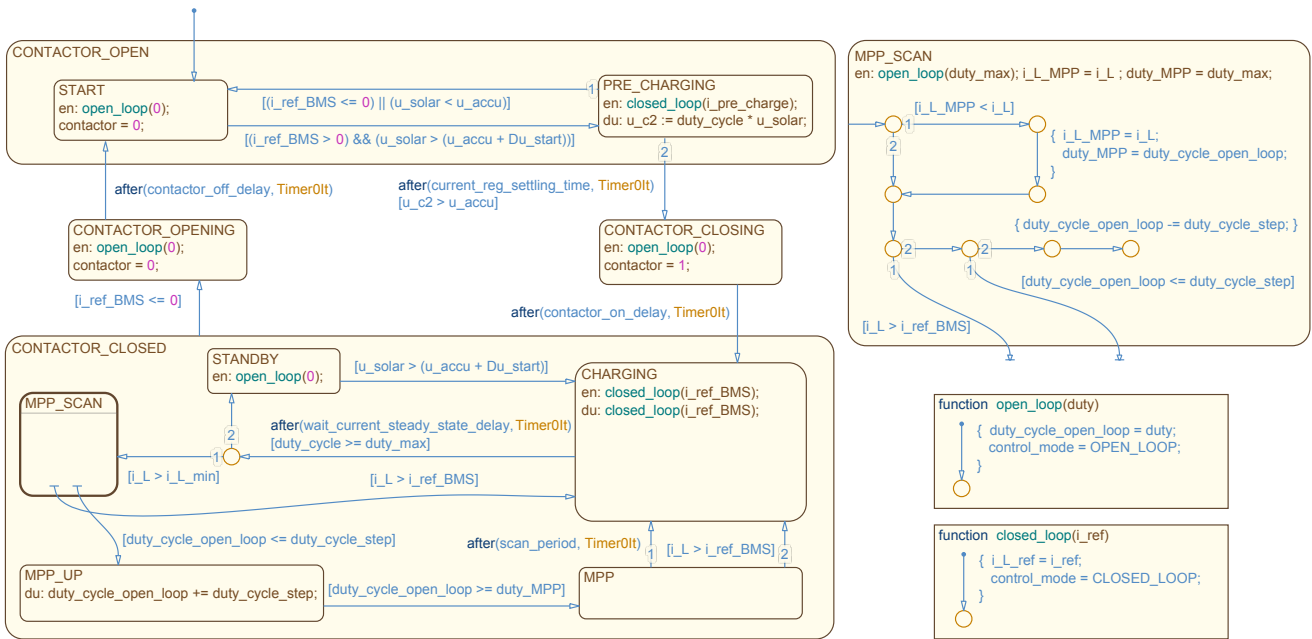 CONTACTOR_OPEN
START
en: open_loop(0);
contactor = 0;
1
[(i_ref_BMS <= 0) || (u_solar < u_accu)]
[(i_ref_BMS > 0) && (u_solar > (u_accu + Du_start))]
PRE_CHARGING
en: closed_loop(i_pre_charge);
du: u_c2 := duty_cycle * u_solar;
2
after(contactor_off_delay, Timer0It)
after(current_reg_settling_time, Timer0It)
[u_c2 > u_accu]
CONTACTOR_OPENING
en: open_loop(0);
contactor = 0;
CONTACTOR_CLOSING
en: open_loop(0);
contactor = 1;
[i_ref_BMS <= 0]
after(contactor_on_delay, Timer0It)
CONTACTOR_CLOSED
STANDBY
en: open_loop(0);
[u_solar > (u_accu + Du_start)]
CHARGING
en: closed_loop(i_ref_BMS);
du: closed_loop(i_ref_BMS);
MPP_SCAN
after(wait_current_steady_state_delay, Timer0It)
[duty_cycle >= duty_max]
2
1
[i_L > i_L_min]
[i_L > i_ref_BMS]
[duty_cycle_open_loop <= duty_cycle_step]
after(scan_period, Timer0It)
1
[i_L > i_ref_BMS]
2
MPP_UP
du: duty_cycle_open_loop += duty_cycle_step;
[duty_cycle_open_loop >= duty_MPP]
MPP
MPP_SCAN
en: open_loop(duty_max); i_L_MPP = i_L ; duty_MPP = duty_max;
[i_L_MPP < i_L]
1
2
{ i_L_MPP = i_L;
duty_MPP = duty_cycle_open_loop;
}
{ duty_cycle_open_loop -= duty_cycle_step; }
2
2
1
1
[duty_cycle_open_loop <= duty_cycle_step]
[i_L > i_ref_BMS]
function open_loop(duty)
{ duty_cycle_open_loop = duty;
control_mode = OPEN_LOOP;
}
function closed_loop(i_ref)
{ i_L_ref = i_ref;
control_mode = CLOSED_LOOP;
}